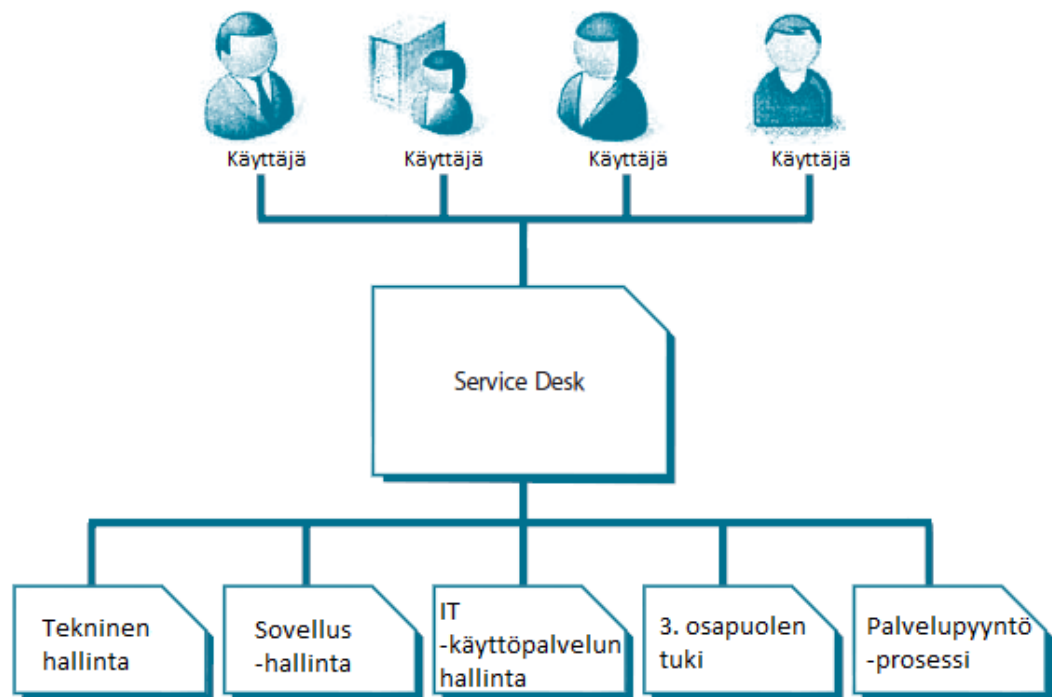 Käyttäjä
Käyttäjä
Käyttäjä
Käyttäjä
Service Desk
Tekninen
hallinta
Sovellus
-hallinta
IT
-käyttöpalvelun
hallinta
3. osapuolen
tuki
Palvelupyyntö
-prosessi